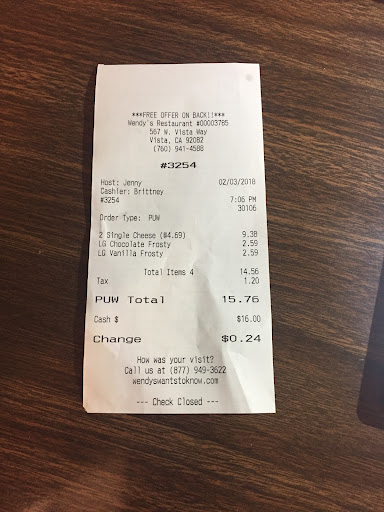 ***FREE OFFER ON BACK!!***
Wendy's Restaurant #00003765
567 W. Vista Way
Vista, CA 92082
(760) 941-4588
#3254
Host: Jenny 02/03/2018
Cashier: Brittney
#3254 7:06 PM
30106
Order Type: PUW
2 Single Cheese (@4.69) 9.38
LG Chocolate Frosty 2.59
LG Vanilla Frosty 2.59
Total Items 4 14.56
Tax 1.20
PUW Total 15.76
Cash $ $16.00
Change $0.24
How was your visit?
Call us at (877) 949-3622
wendyswantstoknow.com
--- Check Closed ---